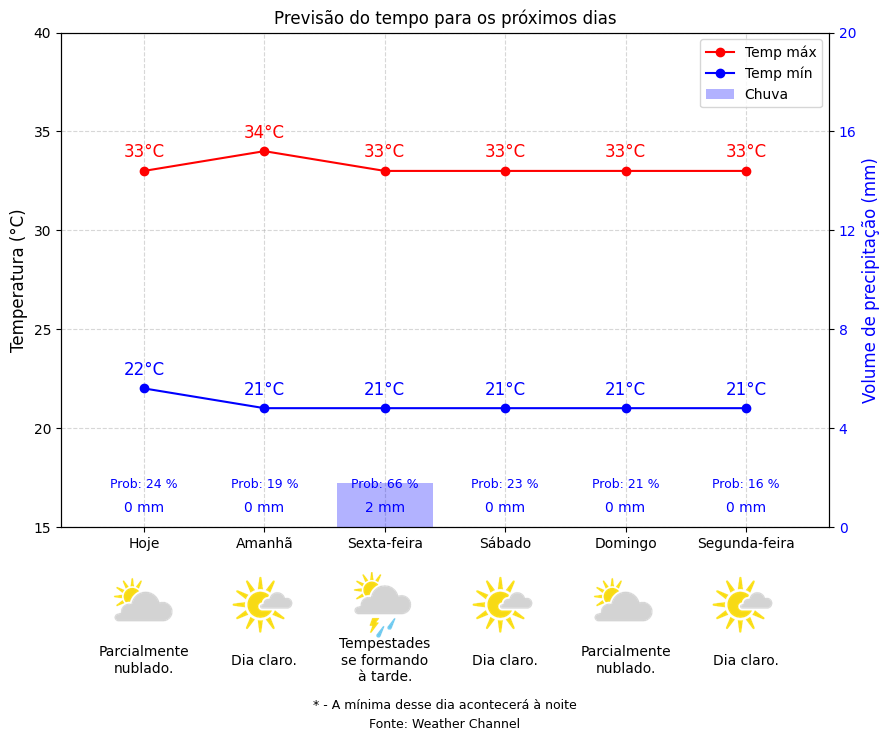 Previsão do tempo para os próximos dias
40
35
30
25
20
15
Temperatura (°C)
20
16
12
8
4
0
Volume de precipitação (mm)
Temp máx
Temp mín
Chuva
33°C 34°C 33°C 33°C 33°C 33°C
22°C 21°C 21°C 21°C 21°C 21°C
Prob: 24 % Prob: 19 % Prob: 66 % Prob: 23 % Prob: 21 % Prob: 16 %
0 mm 0 mm 2 mm 0 mm 0 mm 0 mm
Hoje Amanhã Sexta-feira Sábado Domingo Segunda-feira
Parcialmente
nublado.
Dia claro.
Tempestades
se formando
à tarde.
Dia claro.
Parcialmente
nublado.
Dia claro.
* - A mínima desse dia acontecerá à noite
Fonte: Weather Channel